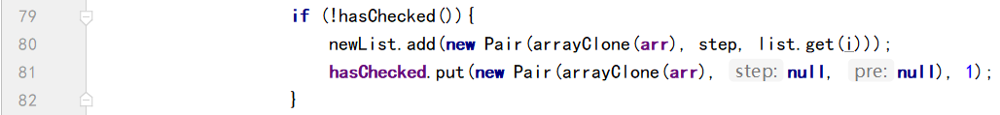 79 if (!hasChecked()){
80 newList.add(new Pair(arrayClone(arr), step, list.get(i)));
81 hasChecked.put(new Pair(arrayClone(arr), step: null, pre: null), 1);
82 }